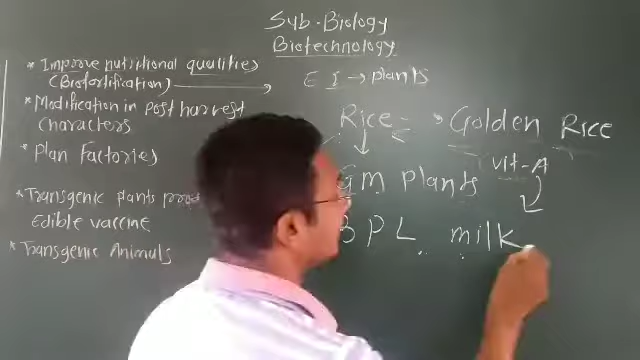 Sub-Biology
Biotechnology
* Improve nutritional qualities
(Biofortification)
* Modification in post harvest
characters
* Plan Factories
* Transgenic plants prod
Edible vaccine
* Transgenic Animals
E I → plants
Rice - Golden Rice
(Vit-A
GM Plants
BPL milk